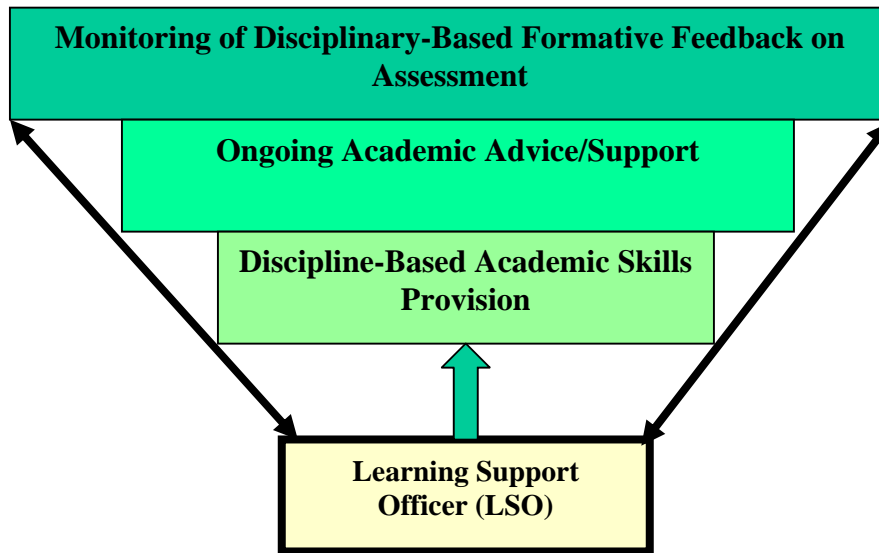 Monitoring of Disciplinary-Based Formative Feedback on
Assessment
Ongoing Academic Advice/Support
Discipline-Based Academic Skills
Provision
Learning Support
Officer (LSO)